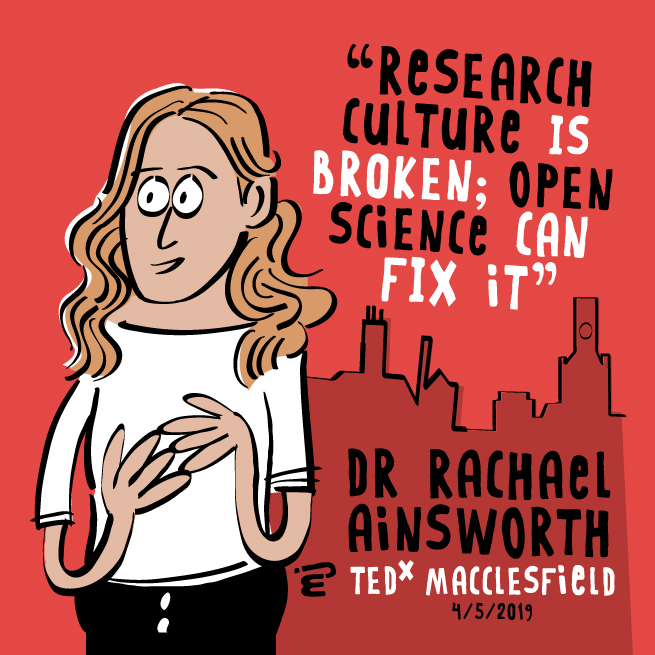 “RESEARCH
CULTURE IS
BROKEN; OPEN
SCIENCE CAN
FIX IT”
DR RACHAEL
AINSWORTH
TEDx MACCLESFIELD
4/5/2019